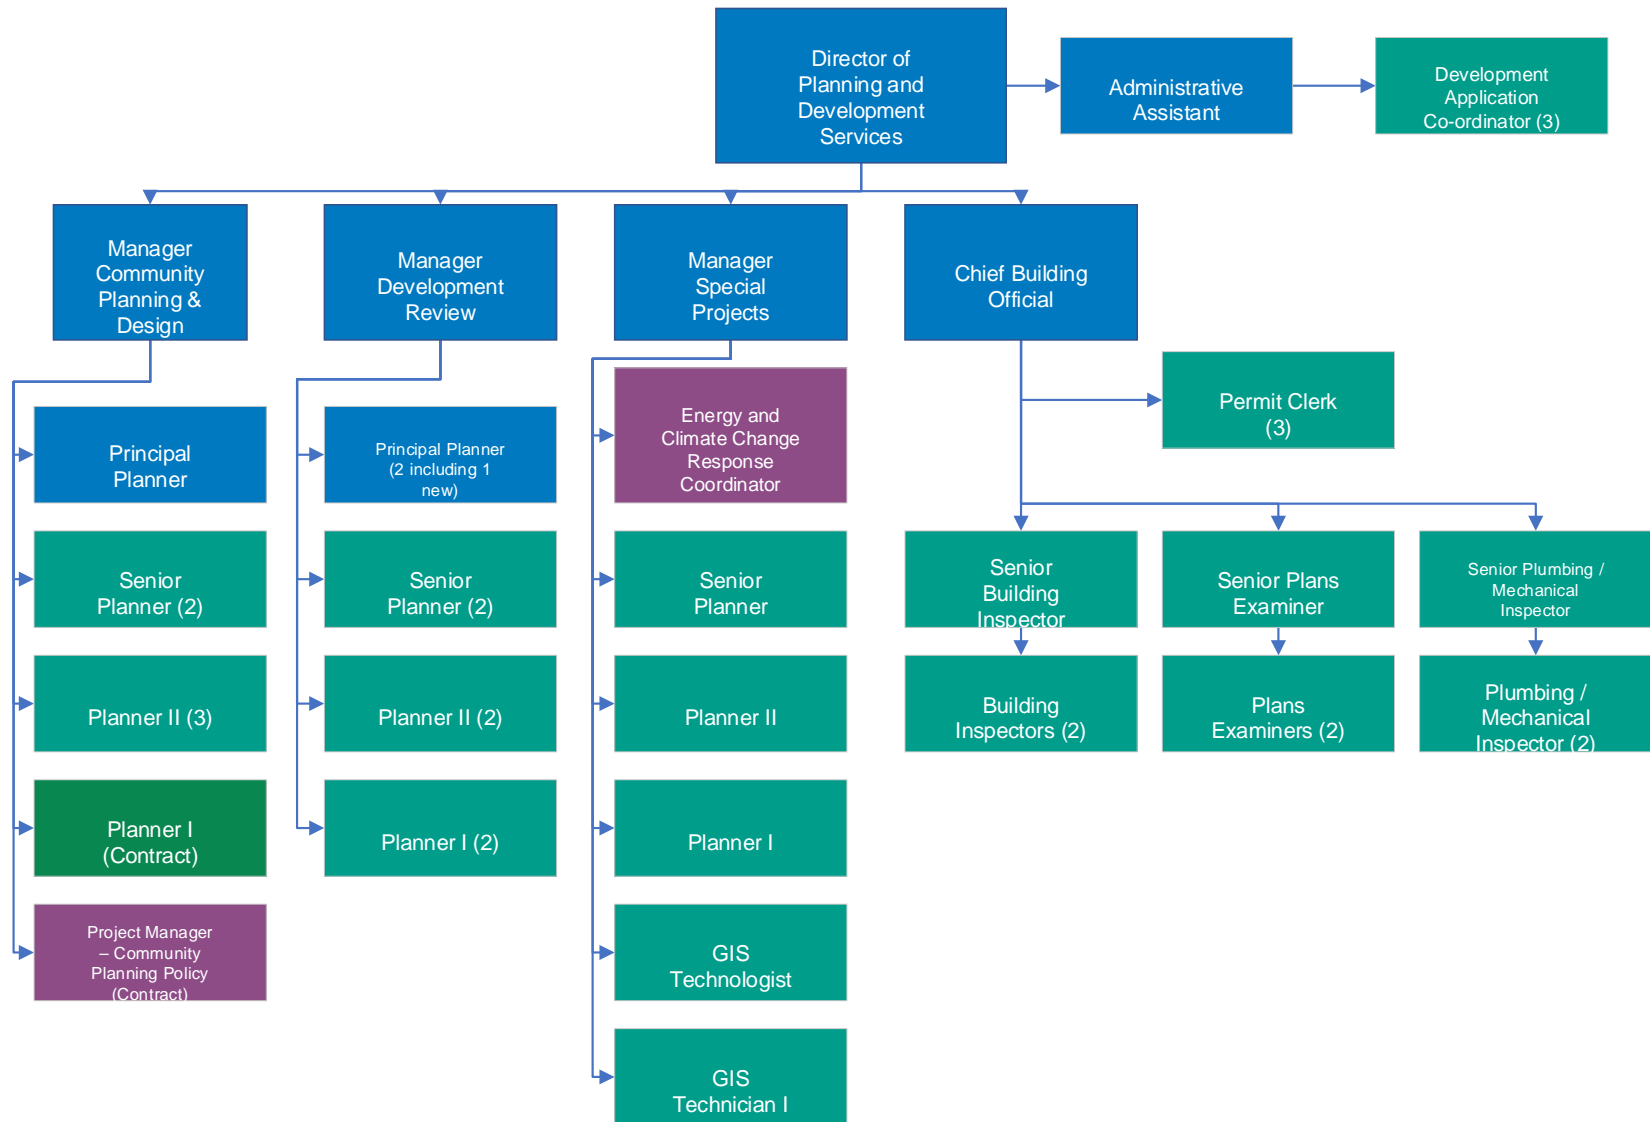 Director of
Planning and
Development
Services
Administrative
Assistant
Development
Application
Co-ordinator (3)
Manager
Community
Planning &
Design
Manager
Development
Review
Manager
Special
Projects
Chief Building
Official
Permit Clerk
(3)
Principal
Planner
Principal Planner
(2 including 1
new)
Energy and
Climate Change
Response
Coordinator
Senior
Planner (2)
Senior
Planner (2)
Senior
Planner
Senior
Building
Inspector
Senior Plans
Examiner
Senior Plumbing /
Mechanical
Inspector
Planner II (3)
Planner II (2)
Planner II
Building
Inspectors (2)
Plans
Examiners (2)
Plumbing /
Mechanical
Inspector (2)
Planner I
(Contract)
Planner I (2)
Planner I
Project Manager
– Community
Planning Policy
(Contract)
GIS
Technologist
GIS
Technician I